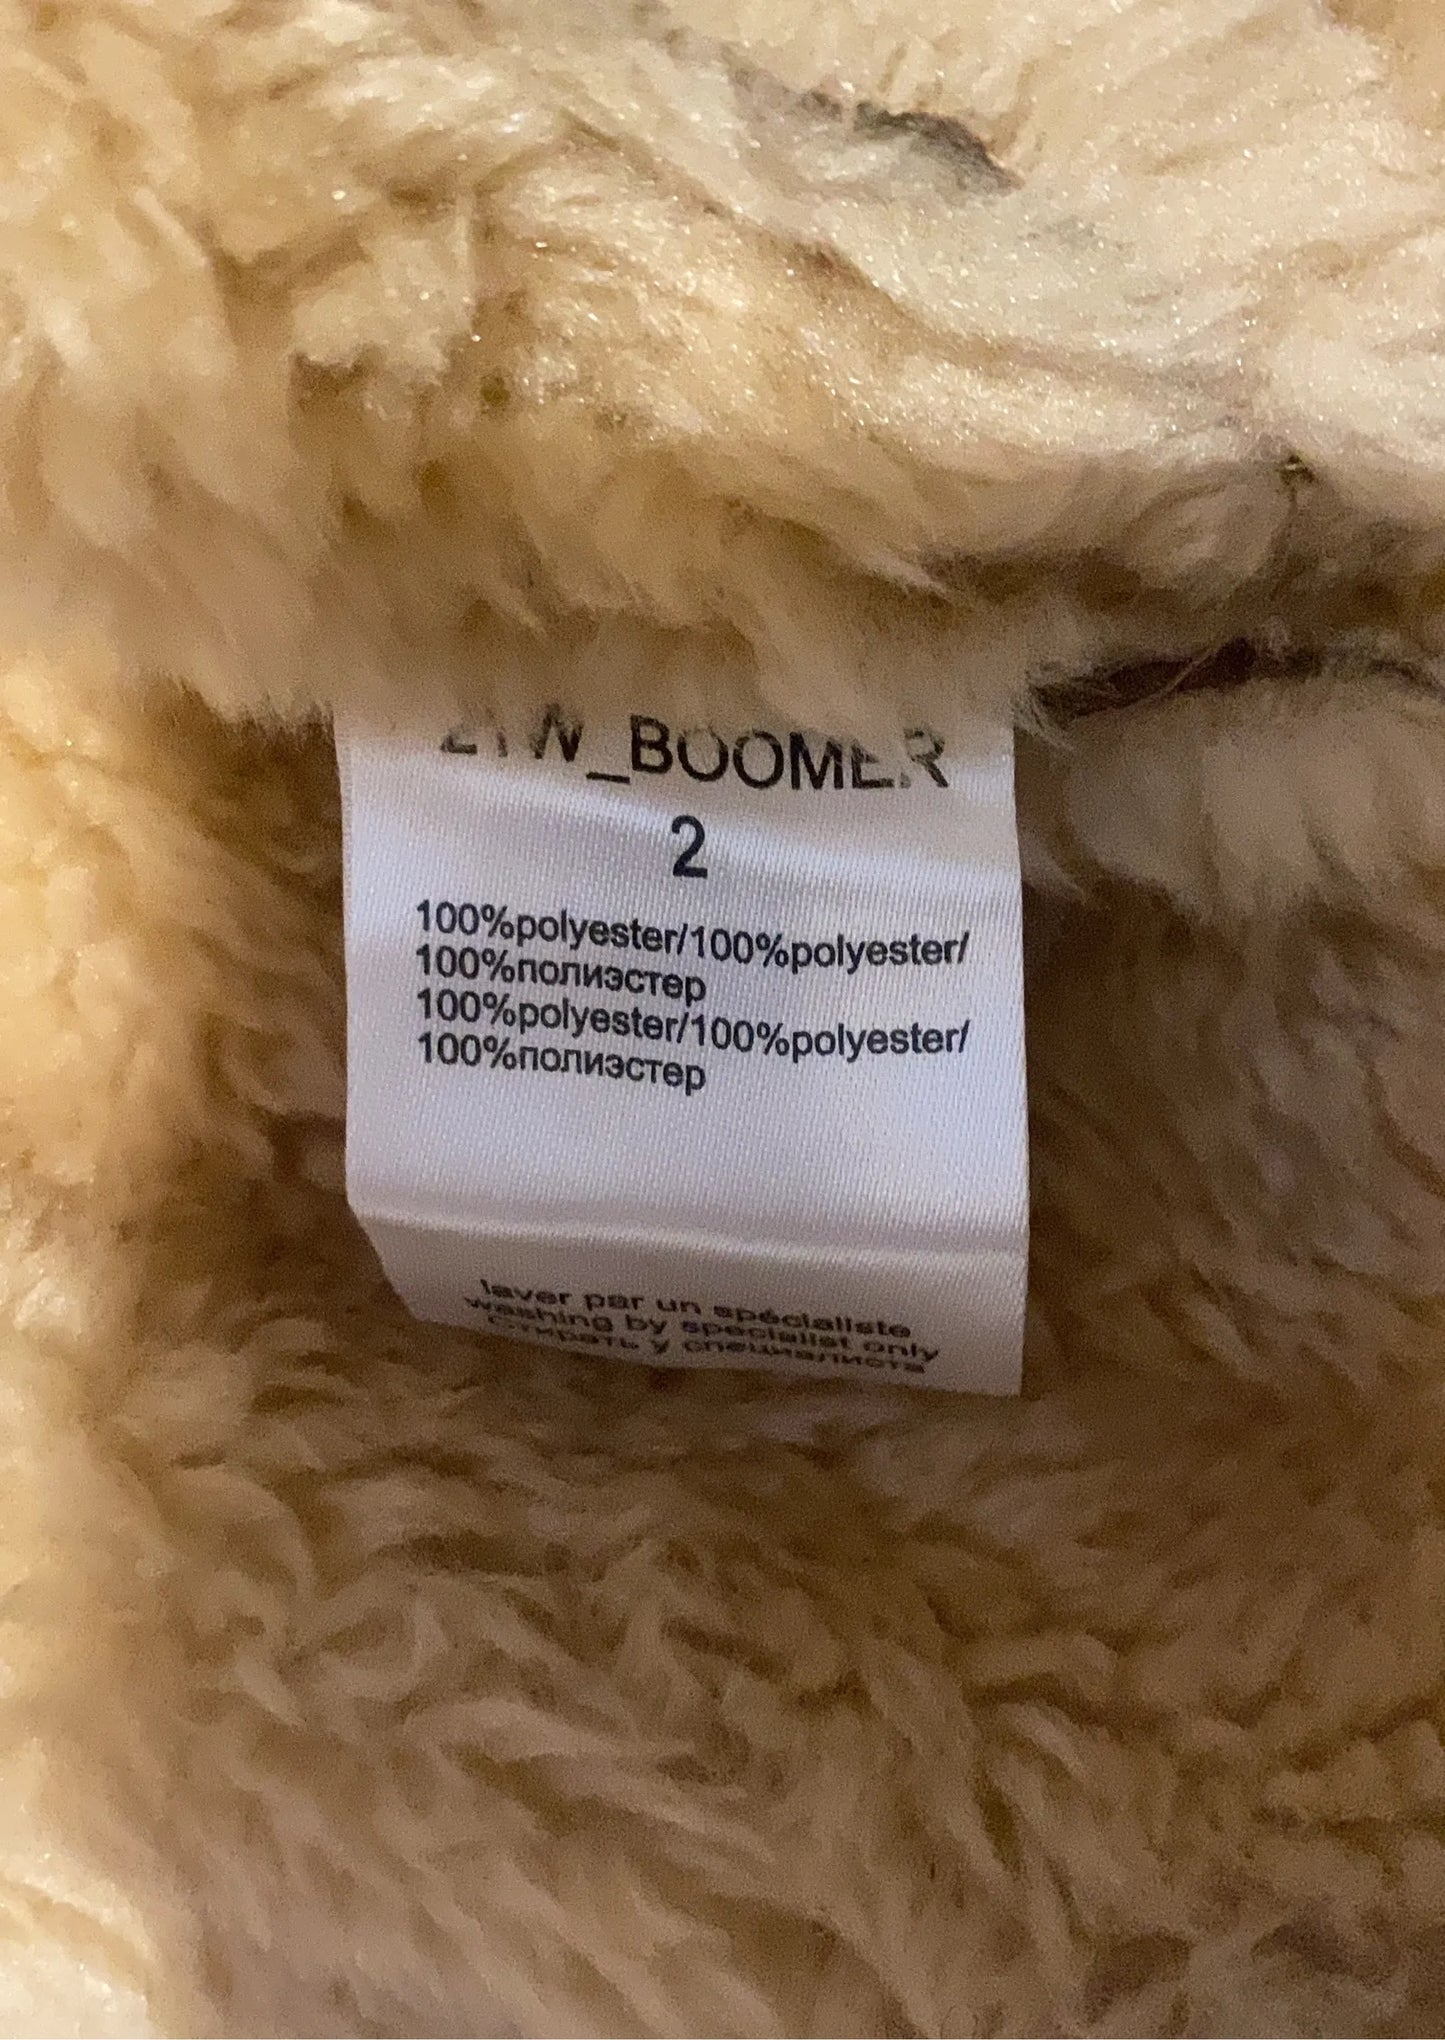 21W_BOOMER
2
100%polyester/100%polyester/
100%полиэстер
100%polyester/100%polyester/
100%полиэстер
laver par un spécialiste
washing by specialist only
Стирать у специалиста